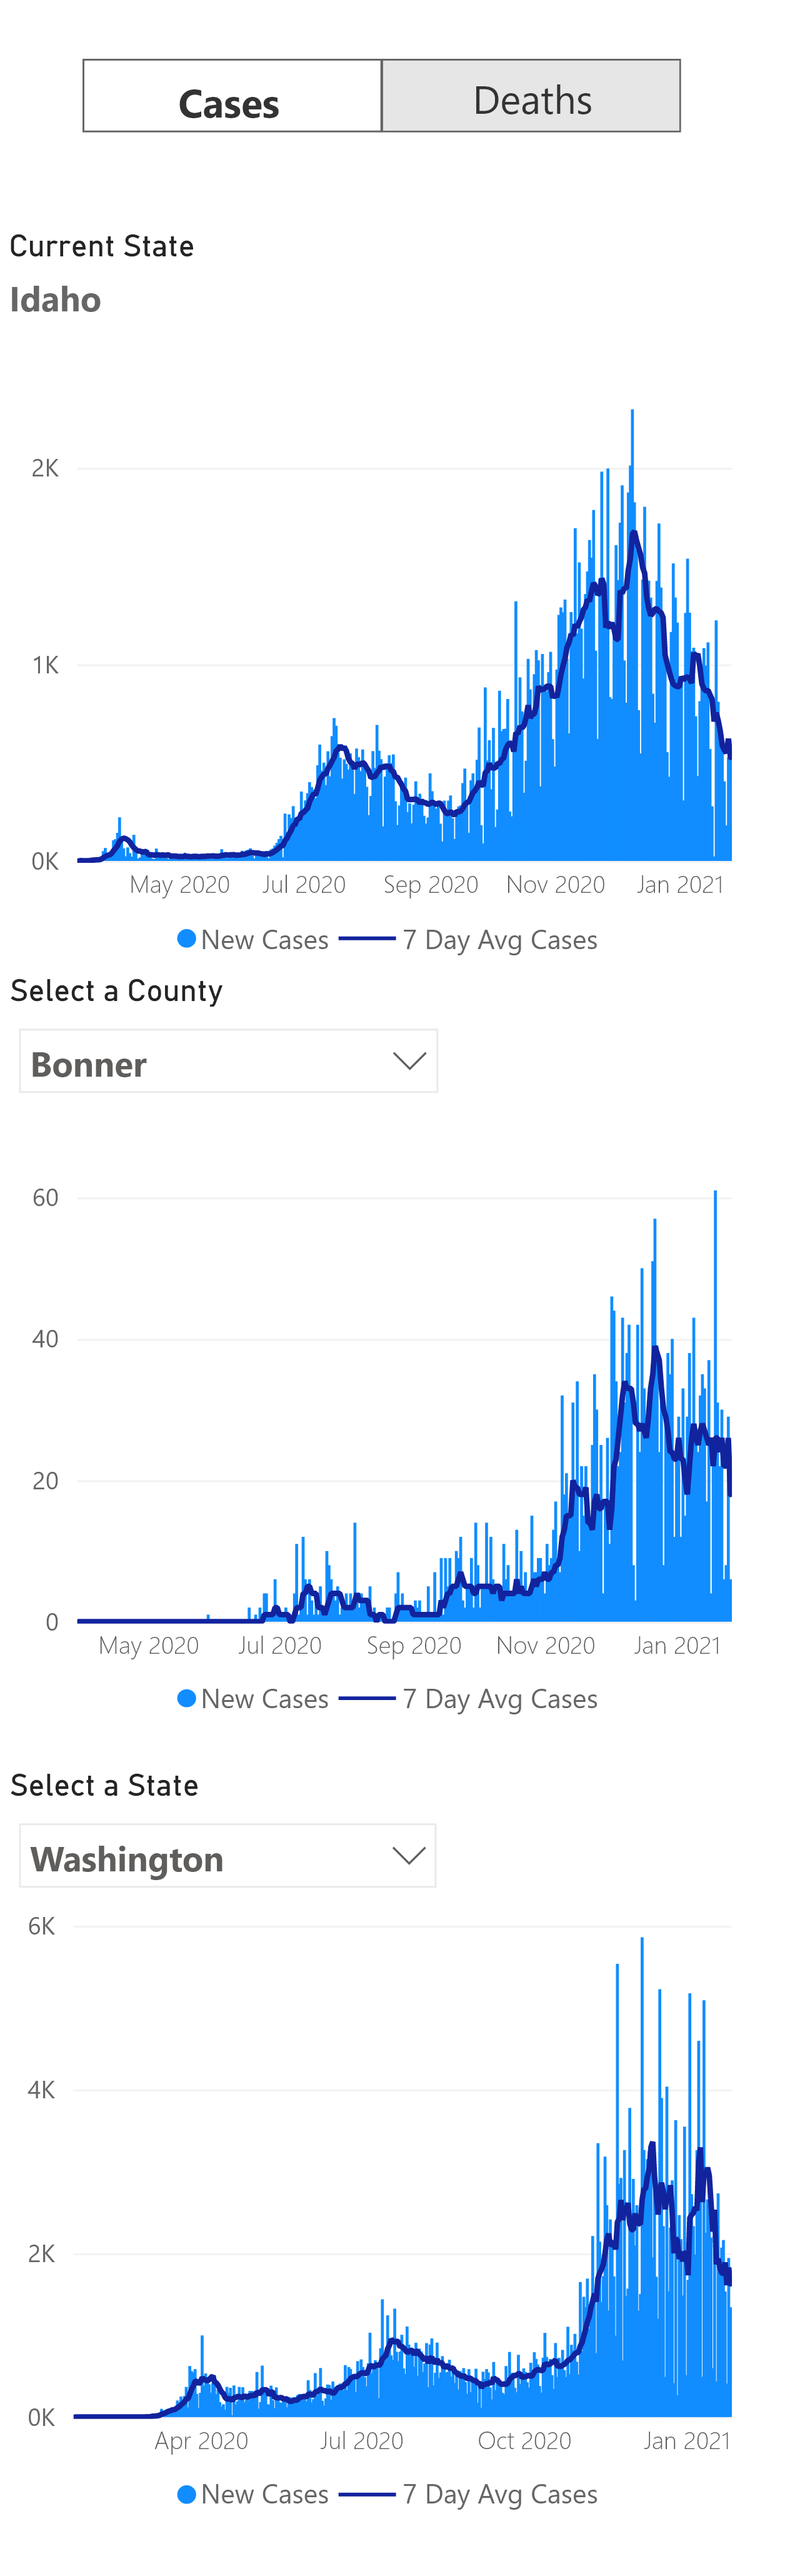 Cases Deaths
Current State
Idaho
2K
1K
0K
May 2020 Jul 2020 Sep 2020 Nov 2020 Jan 2021
New Cases 7 Day Avg Cases
Select a County
Bonner
60
40
20
0
May 2020 Jul 2020 Sep 2020 Nov 2020 Jan 2021
New Cases 7 Day Avg Cases
Select a State
Washington
6K
4K
2K
0K
Apr 2020 Jul 2020 Oct 2020 Jan 2021
New Cases 7 Day Avg Cases